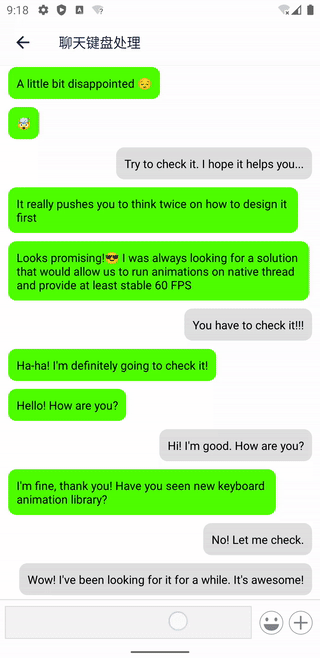 9:18
聊天键盘处理
A little bit disappointed 😔
🤯
Try to check it. I hope it helps you...
It really pushes you to think twice on how to design it
first
Looks promising!😎 I was always looking for a solution
that would allow us to run animations on native thread
and provide at least stable 60 FPS
You have to check it!!!
Ha-ha! I'm definitely going to check it!
Hello! How are you?
Hi! I'm good. How are you?
I'm fine, thank you! Have you seen new keyboard
animation library?
No! Let me check.
Wow! I've been looking for it for a while. It's awesome!